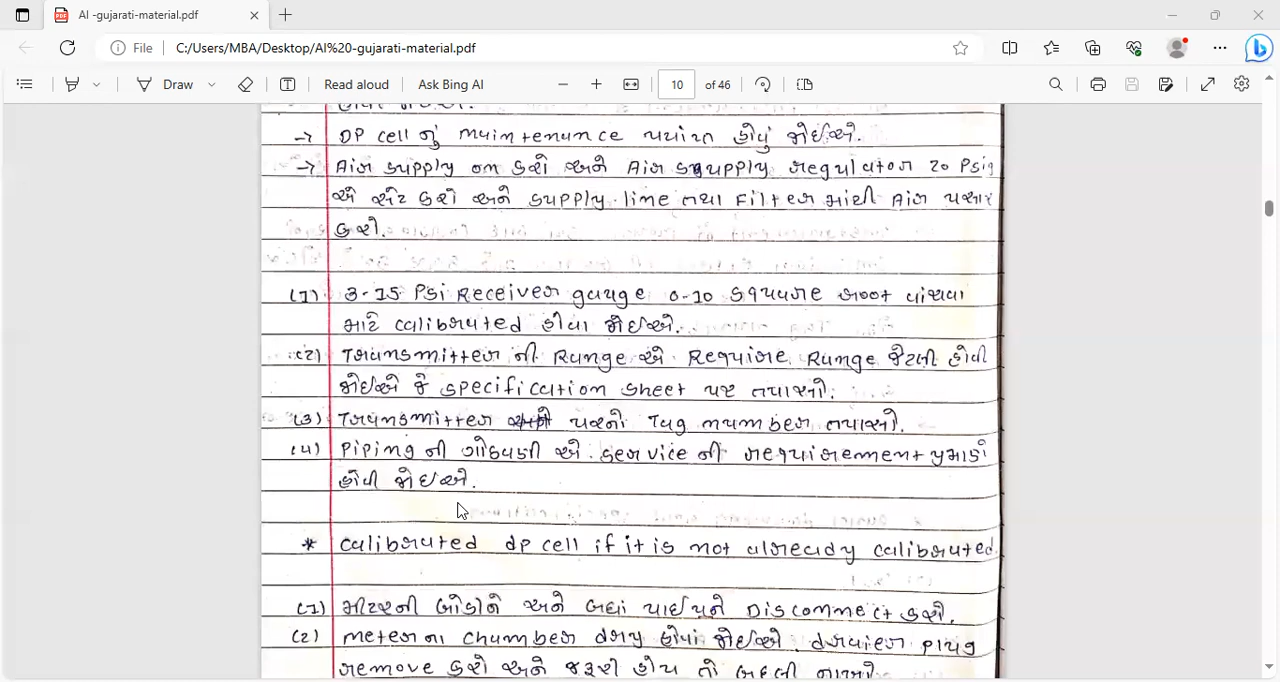 AI -gujarati-material.pdf
File C:/Users/MBA/Desktop/AI%20-gujarati-material.pdf
Draw Read aloud Ask Bing AI 10 of 46
→ DP cell નું maintenance પર્યાપ્ત હોવું જોઈએ.
→ Air supply on કરો અને Air supply regulator 20 Psig
એ સેટ કરો અને supply line તથા Filter માંથી Air પસાર
કરો.
(1) 3-15 Psi Receiver gauge 0-10 square root વાંચવા
માટે calibrated હોવા જોઈએ.
(2) Transmitter ની Range એ Require Range જેટલી હોવી
જોઈએ જે specification sheet પર તપાસો.
(3) Transmitter પરનો Tag number તપાસો.
(4) Piping ની ગોઠવણી એ service ની requirement પ્રમાણે
હોવી જોઈએ.
* calibrated dp cell if it is not already calibrated.
(1) મીટરની બોડીને અને બધાં પાઈપને Disconnect કરો.
(2) meter ના chamber dry હોવાં જોઈએ. drain plug
remove કરો અને જરૂરી હોય તો બદલી નાખો.